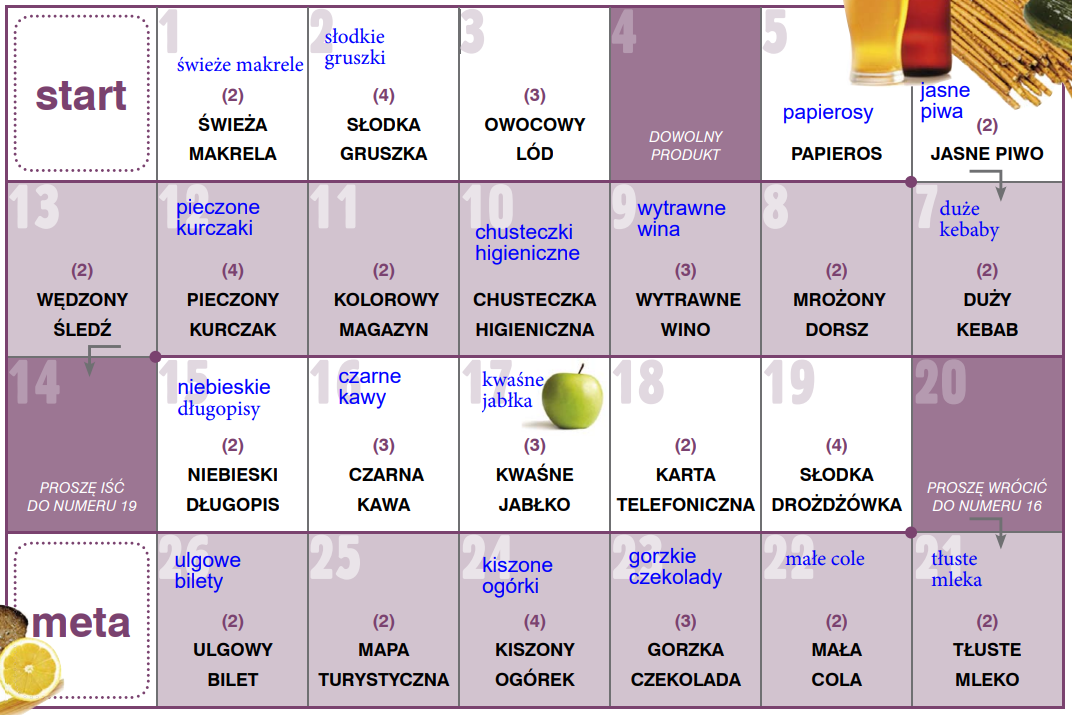 start
1
świeże makrele
(2)
ŚWIEŻA
MAKRELA
2
słodkie
gruszki
(4)
SŁODKA
GRUSZKA
3
(3)
OWOCOWY
LÓD
4
DOWOLNY
PRODUKT
5
papierosy
PAPIEROS
jasne
piwa
(2)
JASNE PIWO
13
(2)
WĘDZONY
ŚLEDŹ
12
pieczone
kurczaki
(4)
PIECZONY
KURCZAK
11
(2)
KOLOROWY
MAGAZYN
10
chusteczki
higieniczne
CHUSTECZKA
HIGIENICZNA
9
wytrawne
wina
(3)
WYTRAWNE
WINO
8
(2)
MROŻONY
DORSZ
7
duże
kebaby
(2)
DUŻY
KEBAB
14
PROSZĘ IŚĆ
DO NUMERU 19
15
niebieskie
długopisy
(2)
NIEBIESKI
DŁUGOPIS
16
czarne
kawy
(3)
CZARNA
KAWA
17
kwaśne
jabłka
(3)
KWAŚNE
JABŁKO
18
(2)
KARTA
TELEFONICZNA
19
(4)
SŁODKA
DROŻDŻÓWKA
20
PROSZĘ WRÓCIĆ
DO NUMERU 16
meta
26
ulgowe
bilety
(2)
ULGOWY
BILET
25
(2)
MAPA
TURYSTYCZNA
24
kiszone
ogórki
(4)
KISZONY
OGÓREK
23
gorzkie
czekolady
(3)
GORZKA
CZEKOLADA
22
małe cole
(2)
MAŁA
COLA
21
tłuste
mleka
(2)
TŁUSTE
MLEKO